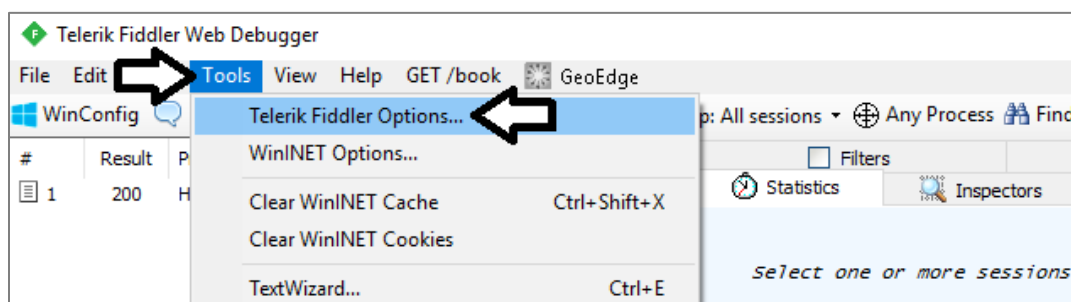 Telerik Fiddler Web Debugger
File Edit Tools View Help GET /book GeoEdge
WinConfig p: All sessions Any Process Find
# Result P Filters
1 200 H Statistics Inspectors
Telerik Fiddler Options...
WinINET Options...
Clear WinINET Cache Ctrl+Shift+X
Clear WinINET Cookies
TextWizard... Ctrl+E
Select one or more sessions